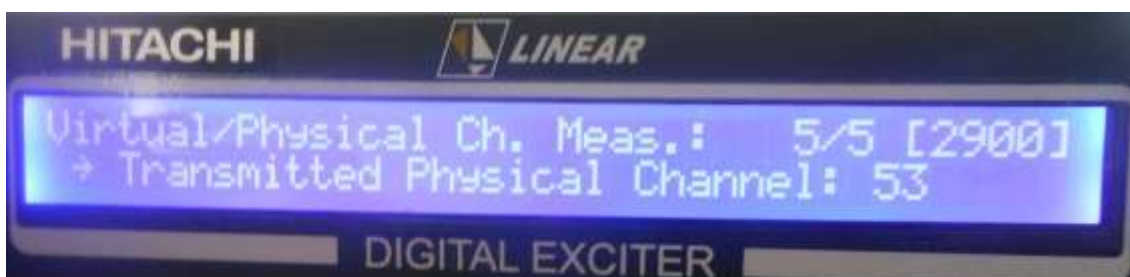 HITACHI LINEAR
Virtual/Physical Ch. Meas.: 5/5 [2900]
→ Transmitted Physical Channel: 53
DIGITAL EXCITER